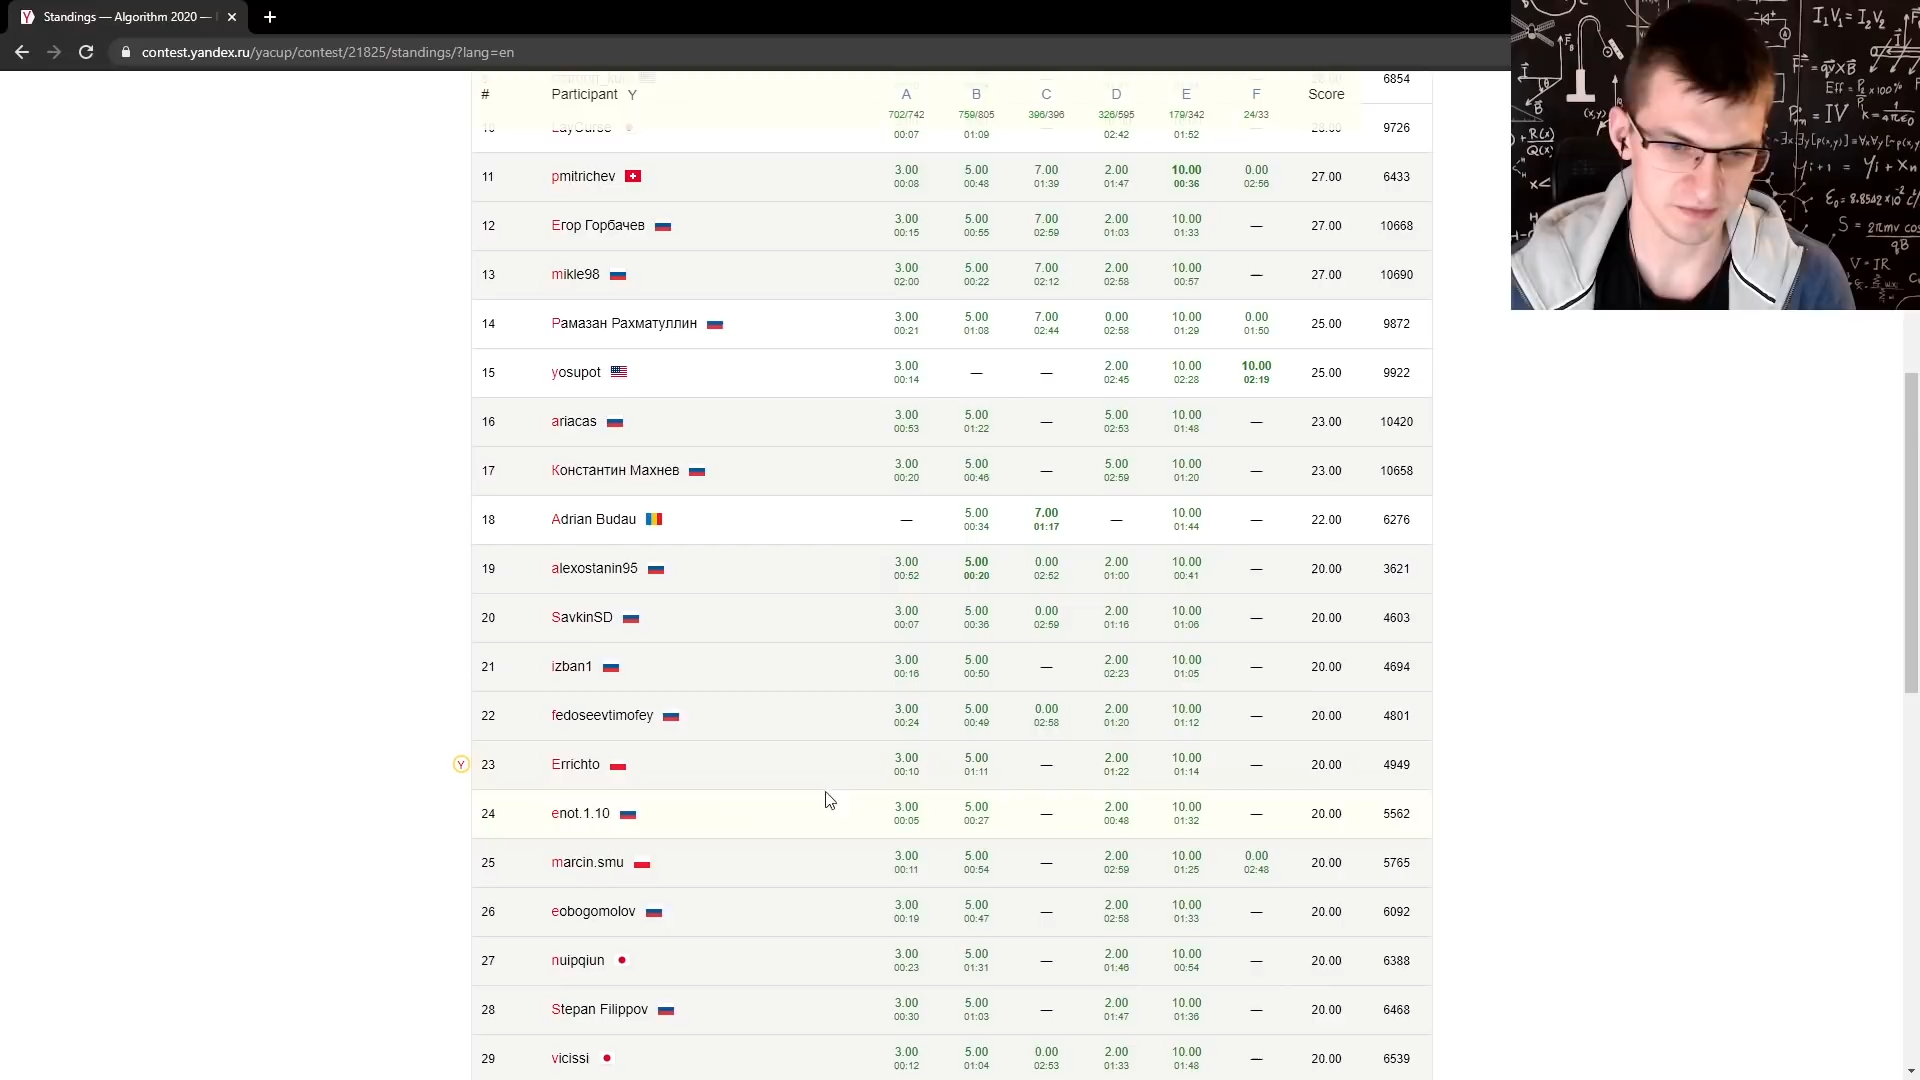 Standings — Algorithm 2020 —
contest.yandex.ru/yacup/contest/21825/standings/?lang=en
6854
# Participant Y A B C D E F Score
702/742 759/805 396/396 326/595 179/342 24/33
LayCurse 9726
00:07 01:09 — 02:42 01:52
11 pmitrichev 3.00 5.00 7.00 2.00 10.00 0.00 27.00 6433
00:08 00:48 01:39 01:47 00:36 02:56
12 Егор Горбачев 3.00 5.00 7.00 2.00 10.00 — 27.00 10668
00:15 00:55 02:59 01:03 01:33
13 mikle98 3.00 5.00 7.00 2.00 10.00 — 27.00 10690
02:00 00:22 02:12 02:58 00:57
14 Рамазан Рахматуллин 3.00 5.00 7.00 0.00 10.00 0.00 25.00 9872
00:21 01:08 02:44 02:58 01:29 01:50
15 yosupot 3.00 — — 2.00 10.00 10.00 25.00 9922
00:14 02:45 02:28 02:19
16 ariacas 3.00 5.00 — 5.00 10.00 — 23.00 10420
00:53 01:22 02:53 01:48
17 Константин Махнев 3.00 5.00 — 5.00 10.00 — 23.00 10658
00:20 00:46 02:59 01:20
18 Adrian Budau — 5.00 7.00 — 10.00 — 22.00 6276
00:34 01:17 01:44
19 alexostanin95 3.00 5.00 0.00 2.00 10.00 — 20.00 3621
00:52 00:20 02:52 01:00 00:41
20 SavkinSD 3.00 5.00 0.00 2.00 10.00 — 20.00 4603
00:07 00:36 02:59 01:16 01:06
21 izban1 3.00 5.00 — 2.00 10.00 — 20.00 4694
00:16 00:50 02:23 01:05
22 fedoseevtimofey 3.00 5.00 0.00 2.00 10.00 — 20.00 4801
00:24 00:49 02:58 01:20 01:12
Y 23 Errichto 3.00 5.00 — 2.00 10.00 — 20.00 4949
00:10 01:11 01:22 01:14
24 enot.1.10 3.00 5.00 — 2.00 10.00 — 20.00 5562
00:05 00:27 00:48 01:32
25 marcin.smu 3.00 5.00 — 2.00 10.00 0.00 20.00 5765
00:11 00:54 02:59 01:25 02:48
26 eobogomolov 3.00 5.00 — 2.00 10.00 — 20.00 6092
00:19 00:47 02:58 01:33
27 nuipqiun 3.00 5.00 — 2.00 10.00 — 20.00 6388
00:23 01:31 01:46 00:54
28 Stepan Filippov 3.00 5.00 — 2.00 10.00 — 20.00 6468
00:30 01:03 01:47 01:36
29 vicissi 3.00 5.00 0.00 2.00 10.00 — 20.00 6539
00:12 01:04 02:53 01:33 01:48
I₁V₁ = I₂V₂
Eff =
x 100%
Yi + Xn
ε₀ = 8.8542×10⁻¹²
V = IR